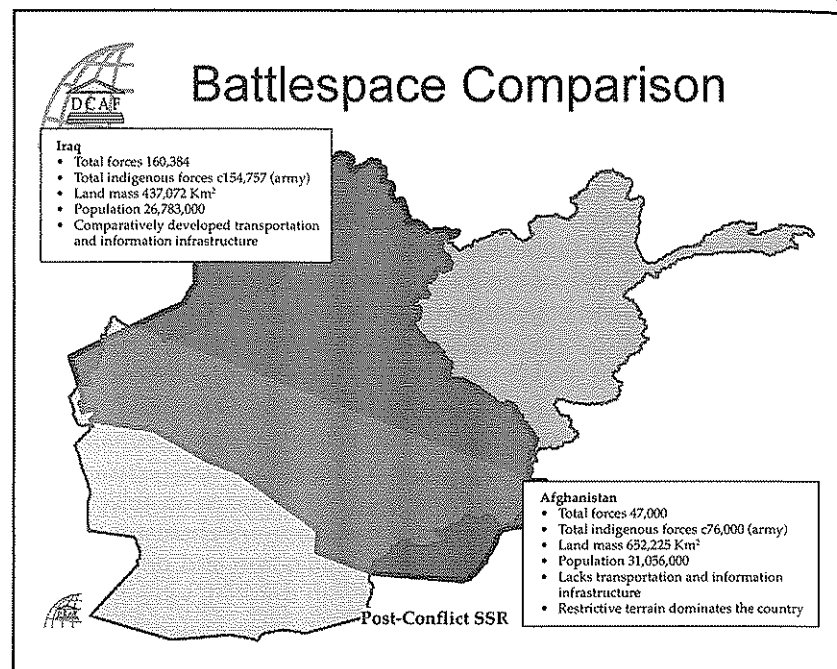 DCAF
Battlespace Comparison
Iraq
• Total forces 160,384
• Total indigenous forces c154,757 (army)
• Land mass 437,072 Km²
• Population 26,783,000
• Comparatively developed transportation
and information infrastructure
Afghanistan
• Total forces 47,000
• Total indigenous forces c76,000 (army)
• Land mass 652,225 Km²
• Population 31,056,000
• Lacks transportation and information
infrastructure
• Restrictive terrain dominates the country
Post-Conflict SSR